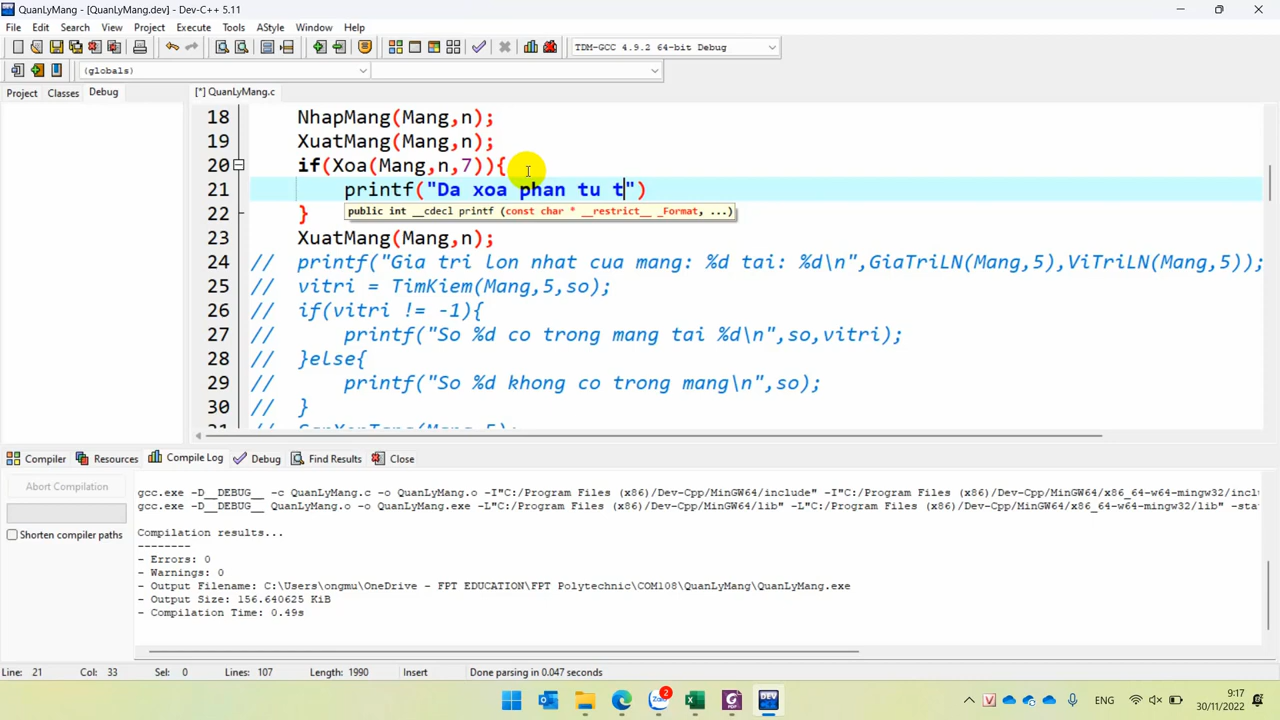 QuanLyMang - [QuanLyMang.dev] - Dev-C++ 5.11
File Edit Search View Project Execute Tools AStyle Window Help
TDM-GCC 4.9.2 64-bit Debug
(globals)
Project Classes Debug
[*] QuanLyMang.c
18 NhapMang(Mang,n);
19 XuatMang(Mang,n);
20 if(Xoa(Mang,n,7)){
21 printf("Da xoa phan tu t")
public int __cdecl printf (const char * __restrict__ _Format, ...)
22 }
23 XuatMang(Mang,n);
24 // printf("Gia tri lon nhat cua mang: %d tai: %d\n",GiaTriLN(Mang,5),ViTriLN(Mang,5));
25 // vitri = TimKiem(Mang,5,so);
26 // if(vitri != -1){
27 // printf("So %d co trong mang tai %d\n",so,vitri);
28 // }else{
29 // printf("So %d khong co trong mang\n",so);
30 // }
Compiler Resources Compile Log Debug Find Results Close
Abort Compilation
Shorten compiler paths
gcc.exe -D__DEBUG__ -c QuanLyMang.c -o QuanLyMang.o -I"C:/Program Files (x86)/Dev-Cpp/MinGW64/include" -I"C:/Program Files (x86)/Dev-Cpp/MinGW64/x86_64-w64-mingw32/inclu
gcc.exe -D__DEBUG__ QuanLyMang.o -o QuanLyMang.exe -L"C:/Program Files (x86)/Dev-Cpp/MinGW64/lib" -L"C:/Program Files (x86)/Dev-Cpp/MinGW64/x86_64-w64-mingw32/lib" -sta
Compilation results...
--------
- Errors: 0
- Warnings: 0
- Output Filename: C:\Users\ongmu\OneDrive - FPT EDUCATION\FPT Polytechnic\COM108\QuanLyMang\QuanLyMang.exe
- Output Size: 156.640625 KiB
- Compilation Time: 0.49s
Line: 21 Col: 33 Sel: 0 Lines: 107 Length: 1990 Insert Done parsing in 0.047 seconds
2
DEV
ENG
9:17
30/11/2022